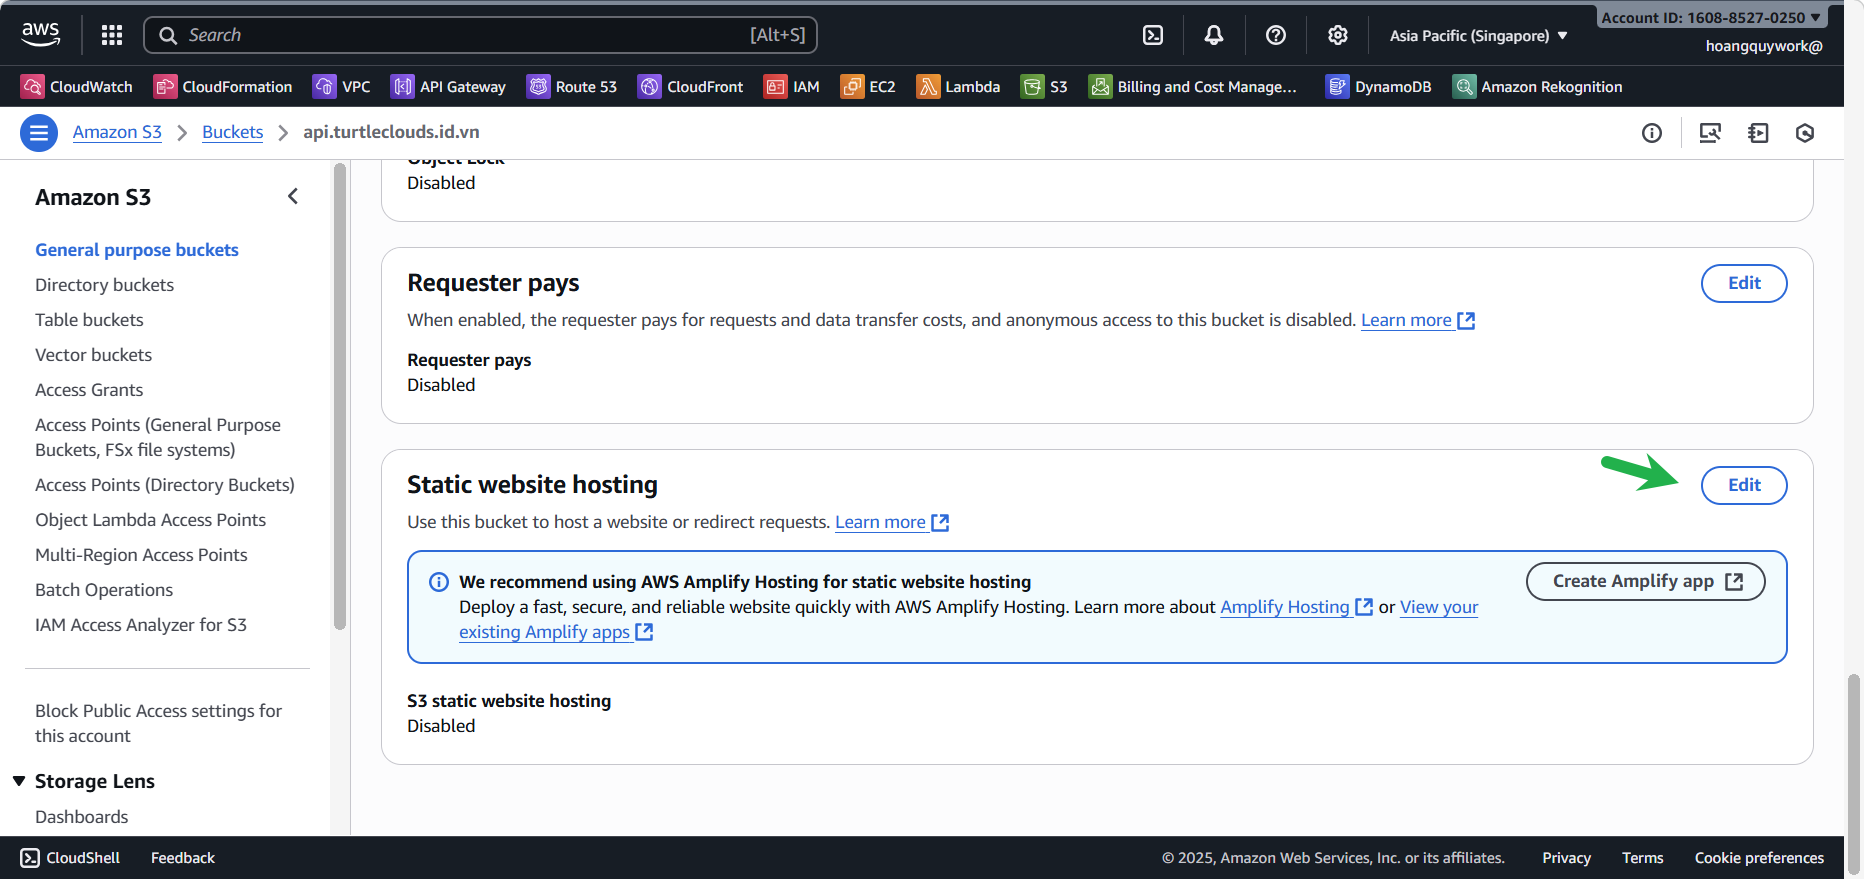 aws
Search
[Alt+S]
Asia Pacific (Singapore)
Account ID: 1608-8527-0250
hoangquywork@
CloudWatch
CloudFormation
VPC
API Gateway
Route 53
CloudFront
IAM
EC2
Lambda
S3
Billing and Cost Manage...
DynamoDB
Amazon Rekognition
Amazon S3
Buckets
api.turtleclouds.id.vn
Amazon S3
General purpose buckets
Directory buckets
Table buckets
Vector buckets
Access Grants
Access Points (General Purpose
Buckets, FSx file systems)
Access Points (Directory Buckets)
Object Lambda Access Points
Multi-Region Access Points
Batch Operations
IAM Access Analyzer for S3
Block Public Access settings for
this account
Storage Lens
Dashboards
Object Lock
Disabled
Requester pays
Edit
When enabled, the requester pays for requests and data transfer costs, and anonymous access to this bucket is disabled. Learn more
Requester pays
Disabled
Static website hosting
Edit
Use this bucket to host a website or redirect requests. Learn more
We recommend using AWS Amplify Hosting for static website hosting
Deploy a fast, secure, and reliable website quickly with AWS Amplify Hosting. Learn more about Amplify Hosting or View your
existing Amplify apps
Create Amplify app
S3 static website hosting
Disabled
CloudShell
Feedback
© 2025, Amazon Web Services, Inc. or its affiliates.
Privacy
Terms
Cookie preferences